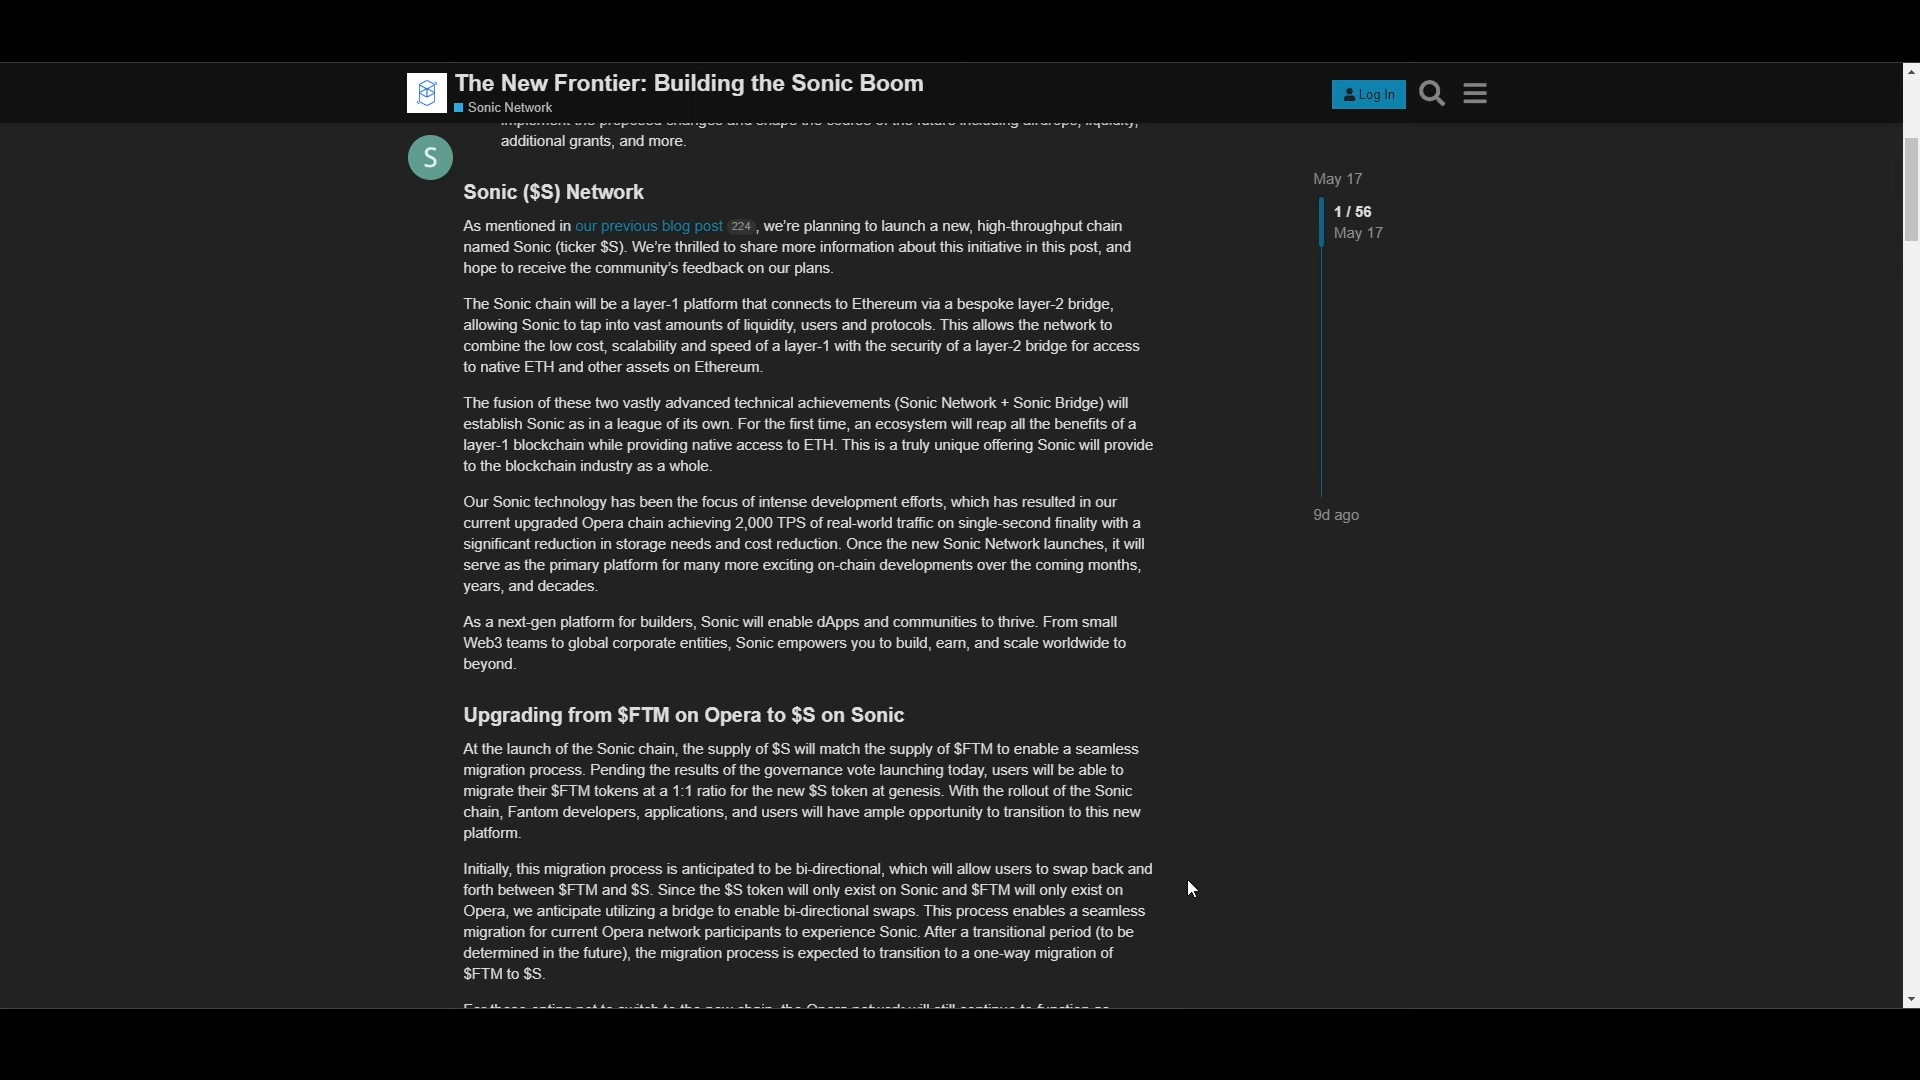 The New Frontier: Building the Sonic Boom
Sonic Network
Log In
additional grants, and more.
S
Sonic ($S) Network
As mentioned in our previous blog post 224 , we're planning to launch a new, high-throughput chain
named Sonic (ticker $S). We're thrilled to share more information about this initiative in this post, and
hope to receive the community's feedback on our plans.
The Sonic chain will be a layer-1 platform that connects to Ethereum via a bespoke layer-2 bridge,
allowing Sonic to tap into vast amounts of liquidity, users and protocols. This allows the network to
combine the low cost, scalability and speed of a layer-1 with the security of a layer-2 bridge for access
to native ETH and other assets on Ethereum.
The fusion of these two vastly advanced technical achievements (Sonic Network + Sonic Bridge) will
establish Sonic as in a league of its own. For the first time, an ecosystem will reap all the benefits of a
layer-1 blockchain while providing native access to ETH. This is a truly unique offering Sonic will provide
to the blockchain industry as a whole.
Our Sonic technology has been the focus of intense development efforts, which has resulted in our
current upgraded Opera chain achieving 2,000 TPS of real-world traffic on single-second finality with a
significant reduction in storage needs and cost reduction. Once the new Sonic Network launches, it will
serve as the primary platform for many more exciting on-chain developments over the coming months,
years, and decades.
As a next-gen platform for builders, Sonic will enable dApps and communities to thrive. From small
Web3 teams to global corporate entities, Sonic empowers you to build, earn, and scale worldwide to
beyond.
Upgrading from $FTM on Opera to $S on Sonic
At the launch of the Sonic chain, the supply of $S will match the supply of $FTM to enable a seamless
migration process. Pending the results of the governance vote launching today, users will be able to
migrate their $FTM tokens at a 1:1 ratio for the new $S token at genesis. With the rollout of the Sonic
chain, Fantom developers, applications, and users will have ample opportunity to transition to this new
platform.
Initially, this migration process is anticipated to be bi-directional, which will allow users to swap back and
forth between $FTM and $S. Since the $S token will only exist on Sonic and $FTM will only exist on
Opera, we anticipate utilizing a bridge to enable bi-directional swaps. This process enables a seamless
migration for current Opera network participants to experience Sonic. After a transitional period (to be
determined in the future), the migration process is expected to transition to a one-way migration of
$FTM to $S.
May 17
1 / 56
May 17
9d ago